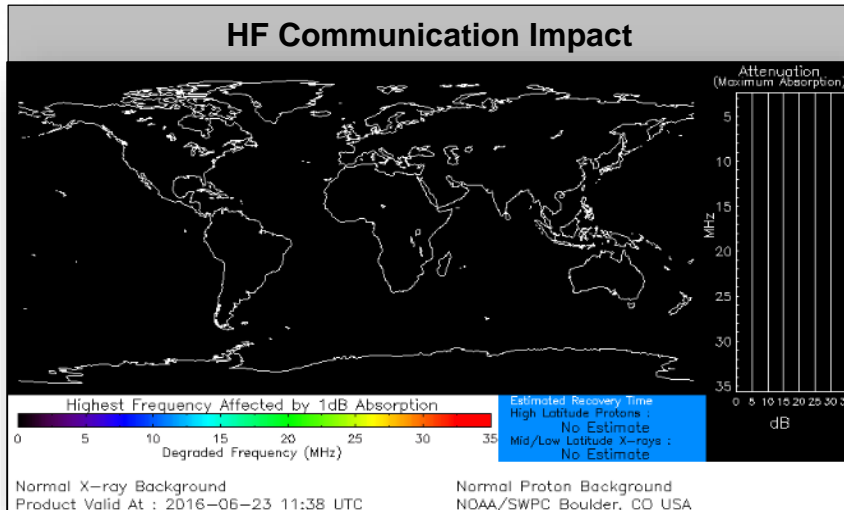 HF Communication Impact
Attenuation
(Maximum Absorption)
5
10
15
20
25
30
35
MHz
0 5 10 15 20 25 30
dB
Highest Frequency Affected by 1dB Absorption
0 5 10 15 20 25 30 35
Degraded Frequency (MHz)
Estimated Recovery Time
High Latitude Protons :
No Estimate
Mid/Low Latitude X-rays :
No Estimate
Normal X-ray Background
Product Valid At : 2016-06-23 11:38 UTC
Normal Proton Background
NOAA/SWPC Boulder, CO USA